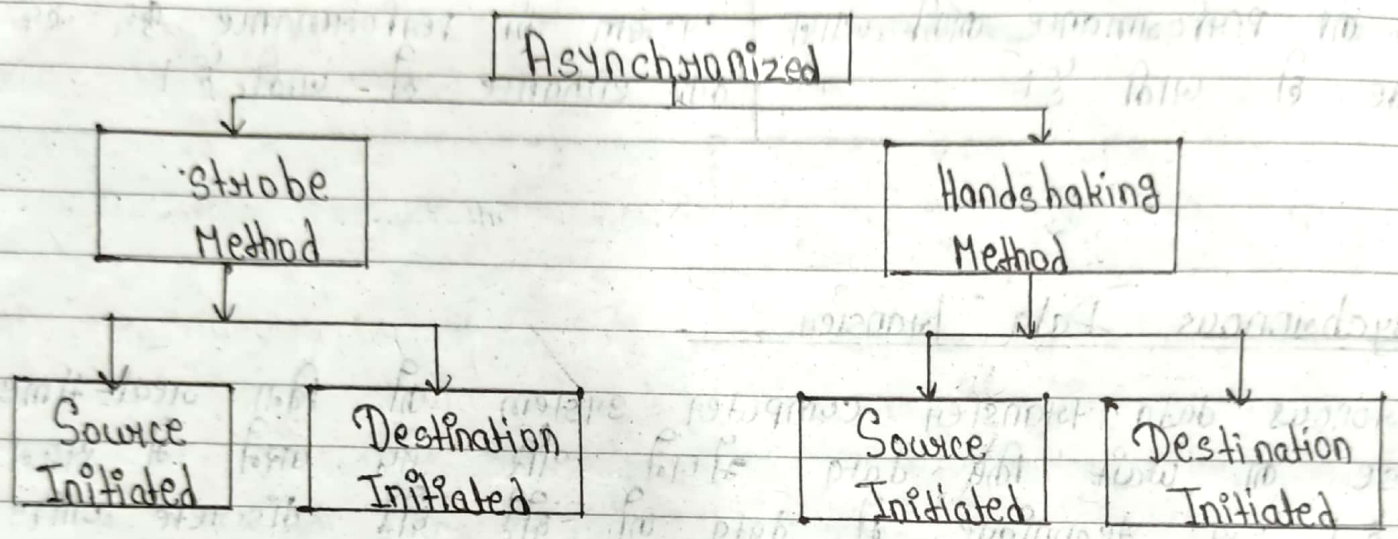 Asynchronized
Strobe
Method
Handshaking
Method
Source
Initiated
Destination
Initiated
Source
Initiated
Destination
Initiated